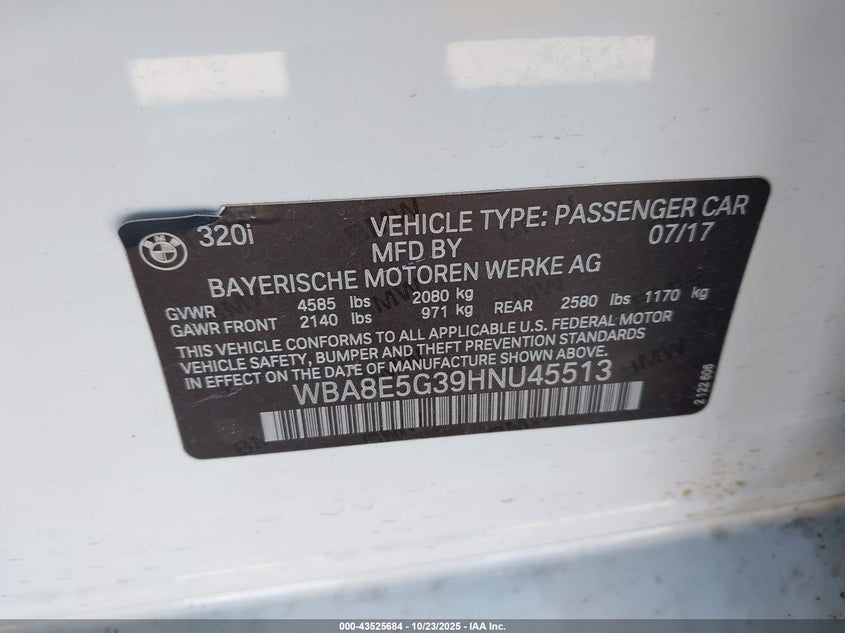 320i
VEHICLE TYPE: PASSENGER CAR
MFD BY 07/17
BAYERISCHE MOTOREN WERKE AG
GVWR 4585 lbs 2080 kg
GAWR FRONT 2140 lbs 971 kg REAR 2580 lbs 1170 kg
THIS VEHICLE CONFORMS TO ALL APPLICABLE U.S. FEDERAL MOTOR
VEHICLE SAFETY, BUMPER AND THEFT PREVENTION STANDARDS
IN EFFECT ON THE DATE OF MANUFACTURE SHOWN ABOVE.
WBA8E5G39HNU45513
2 122 696
000-43525684 | 10/23/2025 | IAA Inc.